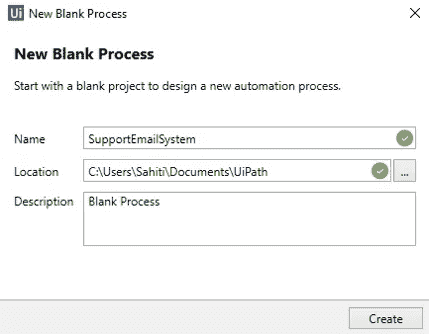 Ui New Blank Process
New Blank Process
Start with a blank project to design a new automation process.
Name SupportEmailSystem
Location C:\Users\Sahiti\Documents\UiPath ...
Description Blank Process
Create